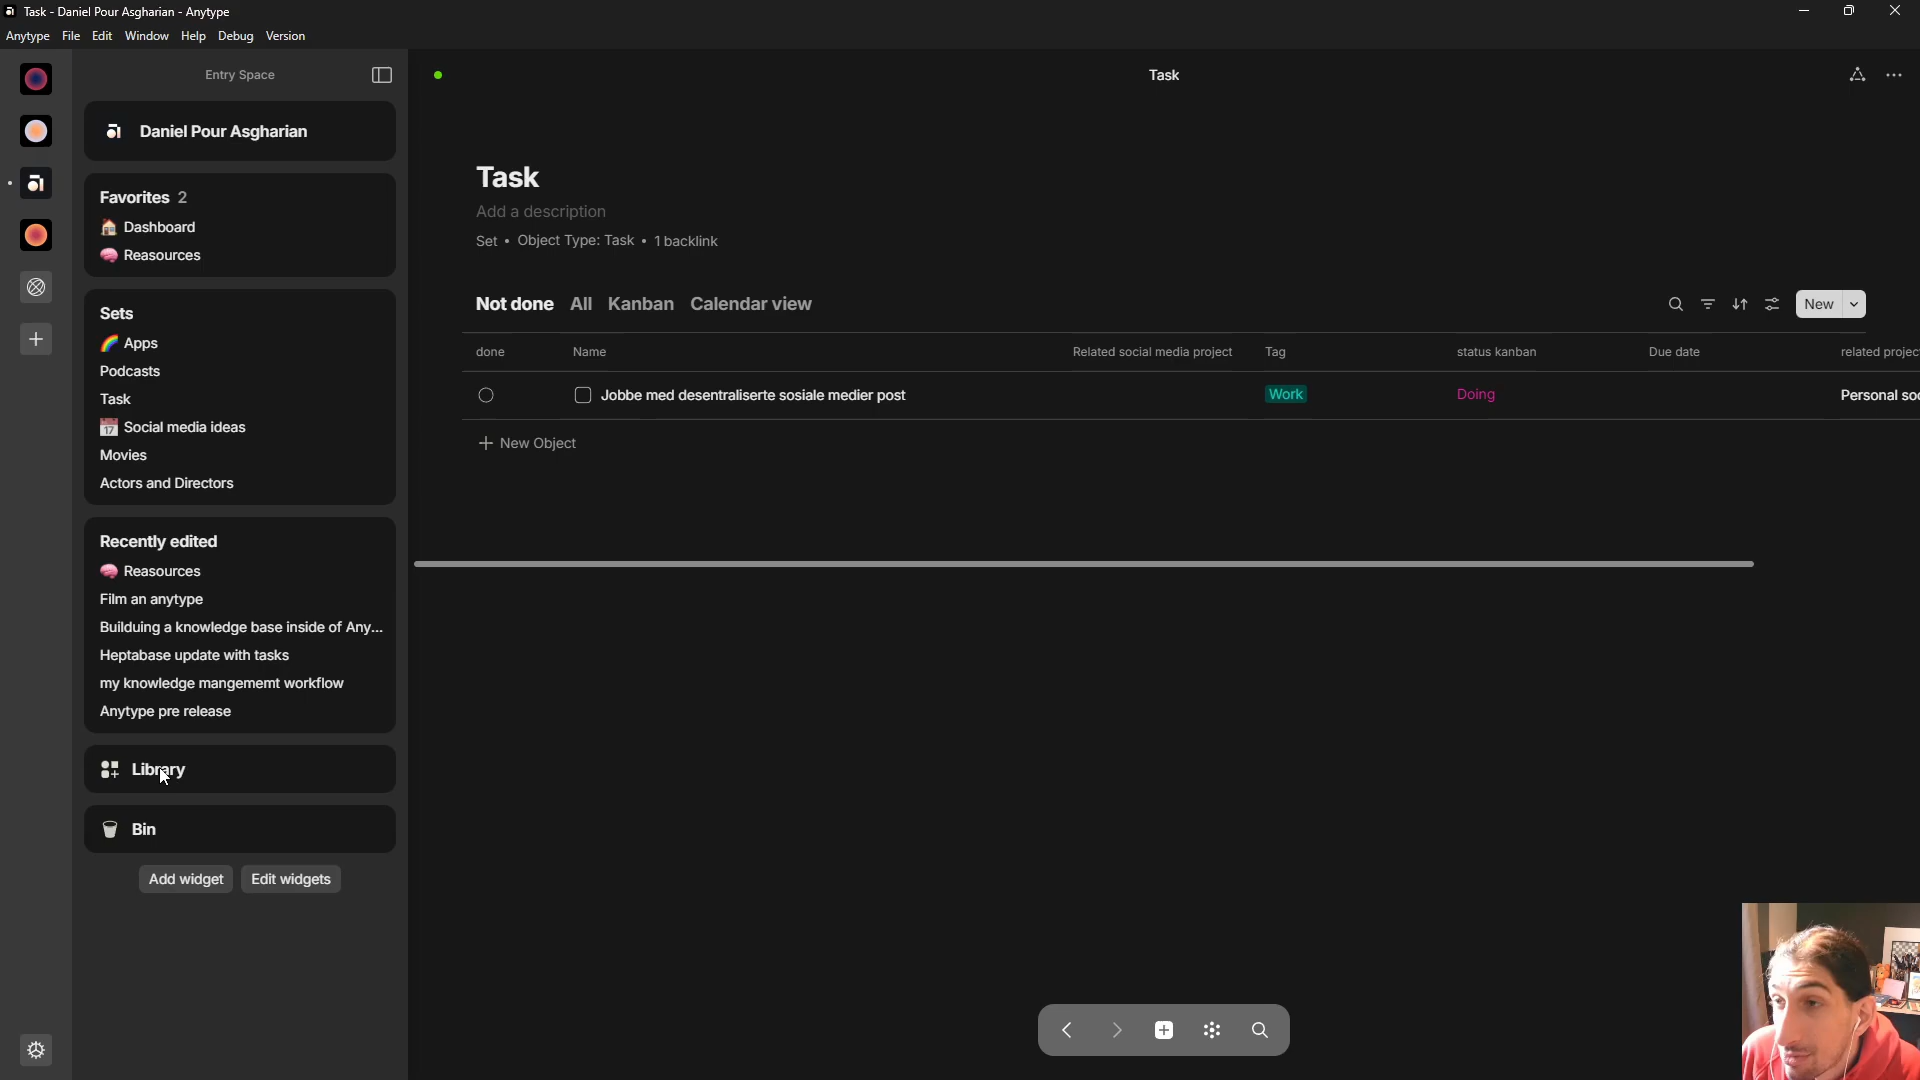 Task - Daniel Pour Asgharian - Anytype
Anytype File Edit Window Help Debug Version
Entry Space
Daniel Pour Asgharian
Favorites 2
Dashboard
Reasources
Sets
Apps
Podcasts
Task
Social media ideas
Movies
Actors and Directors
Recently edited
Reasources
Film an anytype
Builduing a knowledge base inside of Any...
Heptabase update with tasks
my knowledge mangememt workflow
Anytype pre release
Library
Bin
Add widget Edit widgets
Task
Task
Add a description
Set • Object Type: Task • 1 backlink
Not done All Kanban Calendar view
New
done Name Related social media project Tag status kanban Due date related projec
Jobbe med desentraliserte sosiale medier post Work Doing Personal soc
New Object